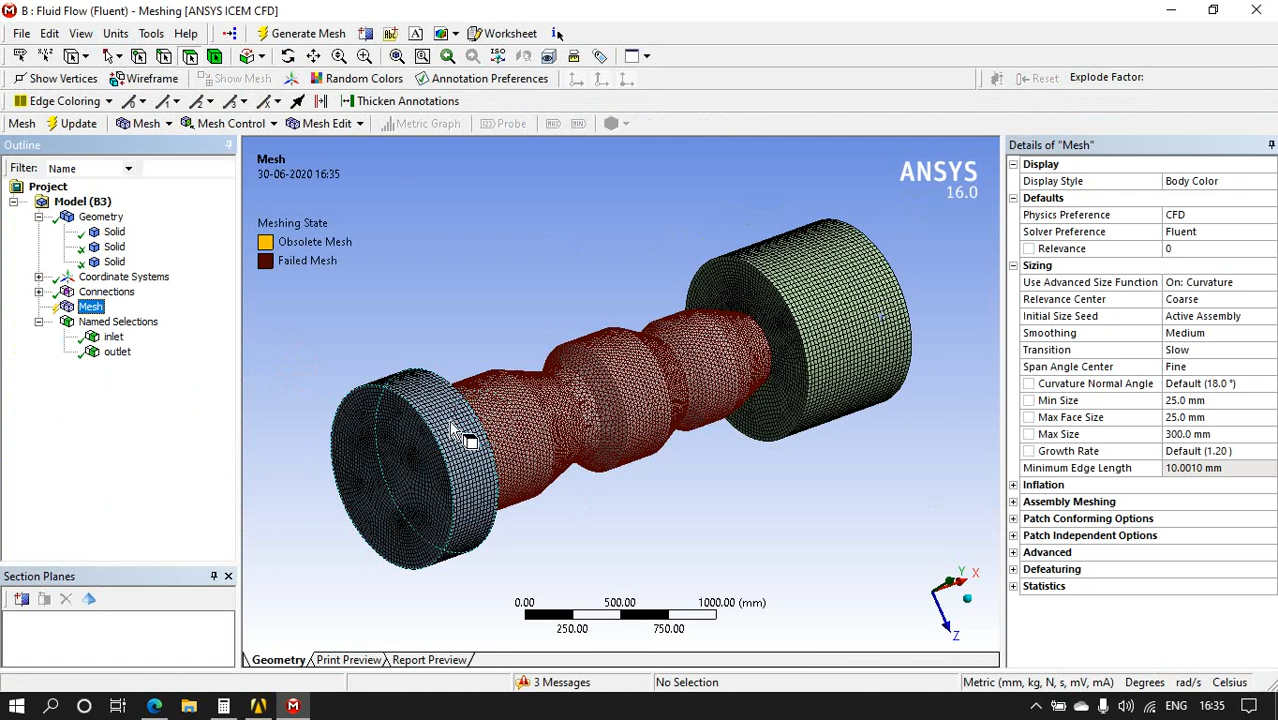 B : Fluid Flow (Fluent) - Meshing [ANSYS ICEM CFD]
File Edit View Units Tools Help Generate Mesh Worksheet
Show Vertices Wireframe Show Mesh Random Colors Annotation Preferences Reset Explode Factor:
Edge Coloring Thicken Annotations
Mesh Update Mesh Mesh Control Mesh Edit Metric Graph Probe
Outline
Filter: Name
Project
Model (B3)
Geometry
Solid
Solid
Solid
Coordinate Systems
Connections
Mesh
Named Selections
inlet
outlet
Section Planes
Mesh
30-06-2020 16:35
Meshing State
Obsolete Mesh
Failed Mesh
ANSYS
16.0
0.00 500.00 1000.00 (mm)
250.00 750.00
Y
X
Z
Geometry Print Preview Report Preview
Details of "Mesh"
Display
Display Style Body Color
Defaults
Physics Preference CFD
Solver Preference Fluent
Relevance 0
Sizing
Use Advanced Size Function On: Curvature
Relevance Center Coarse
Initial Size Seed Active Assembly
Smoothing Medium
Transition Slow
Span Angle Center Fine
Curvature Normal Angle Default (18.0 °)
Min Size 25.0 mm
Max Face Size 25.0 mm
Max Size 300.0 mm
Growth Rate Default (1.20 )
Minimum Edge Length 10.0010 mm
Inflation
Assembly Meshing
Patch Conforming Options
Patch Independent Options
Advanced
Defeaturing
Statistics
3 Messages No Selection Metric (mm, kg, N, s, mV, mA) Degrees rad/s Celsius
ENG 16:35